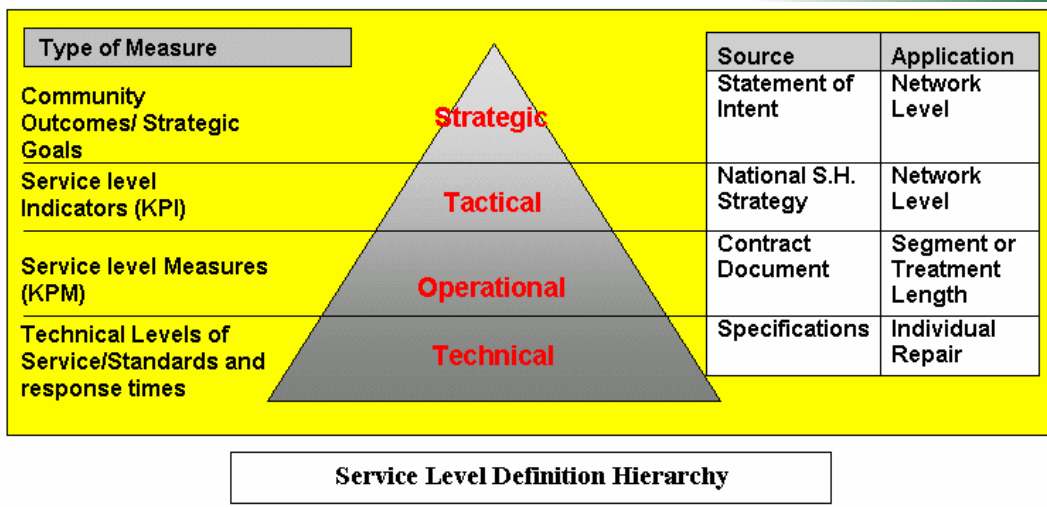 Type of Measure
Source
Application
Community
Outcomes/ Strategic
Goals
Strategic
Statement of
Intent
Network
Level
Service level
Indicators (KPI)
Tactical
National S.H.
Strategy
Network
Level
Service level Measures
(KPM)
Operational
Contract
Document
Segment or
Treatment
Length
Technical Levels of
Service/Standards and
response times
Technical
Specifications
Individual
Repair
Service Level Definition Hierarchy